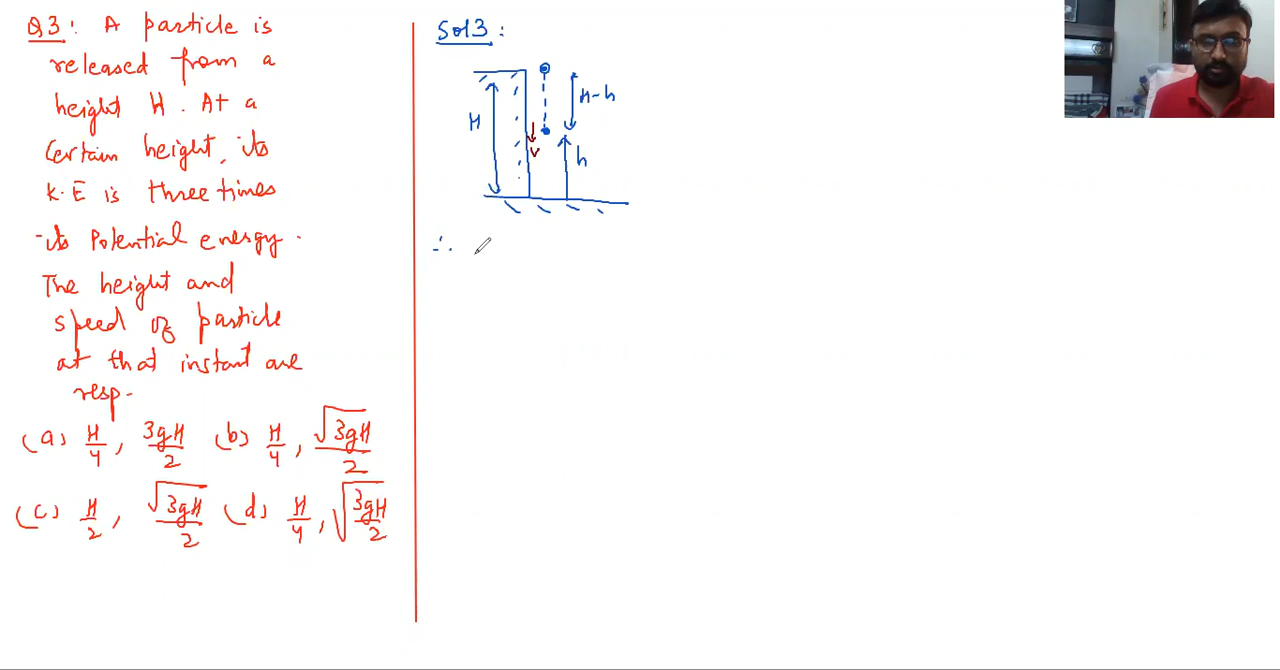 Q3: A particle is
released from a
height H. At a
certain height, its
K.E is three times
its Potential energy.
The height and
speed of particle
at that instant are
resp.
(a) H/4, 3gH/2 (b) H/4, √3gH/2
(c) H/2, √3gH/2 (d) H/4, √(3gH/2)
Sol3:
H
H-h
v
h
∴